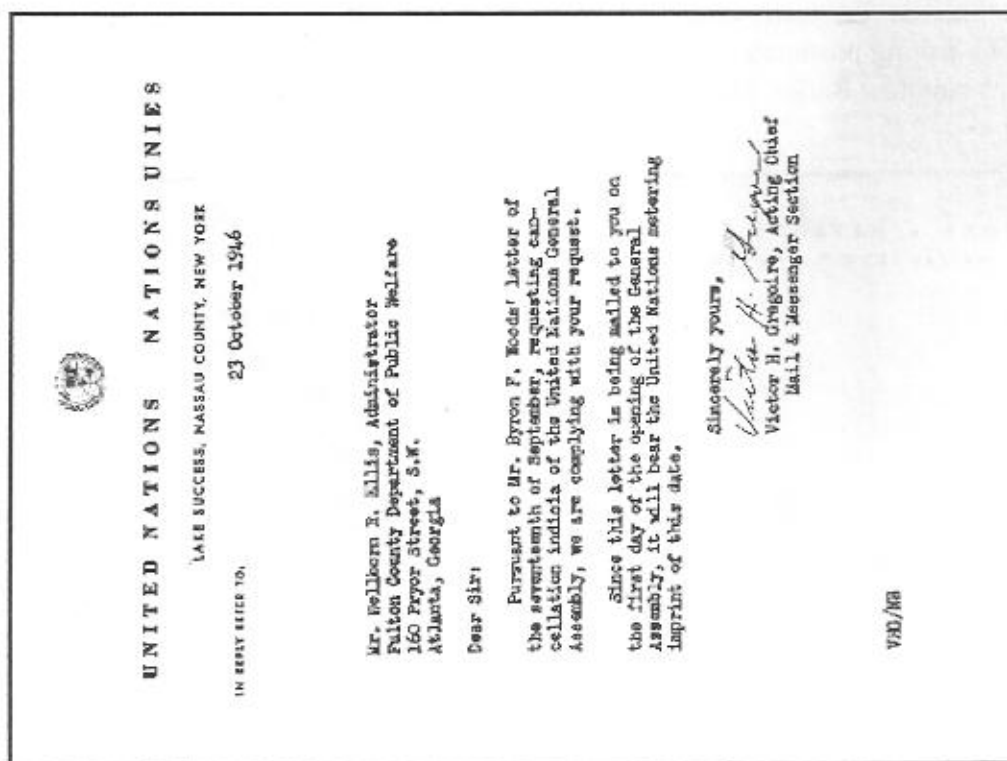 UNITED NATIONS   NATIONS UNIES
LAKE SUCCESS, NASSAU COUNTY, NEW YORK
IN REPLY REFER TO:
23 October 1946
Mr. Wellborn R. Ellis, Administrator
Fulton County Department of Public Welfare
160 Pryor Street, S.W.
Atlanta, Georgia
Dear Sir:
Pursuant to Mr. Byron F. Woods' letter of
the seventeenth of September, requesting can-
cellation indicia of the United Nations General
Assembly, we are complying with your request.
Since this letter is being mailed to you on
the first day of the opening of the General
Assembly, it will bear the United Nations metering
imprint of this date.
Sincerely yours,
Victor H. Gregoire
Victor H. Gregoire, Acting Chief
Mail & Messenger Section